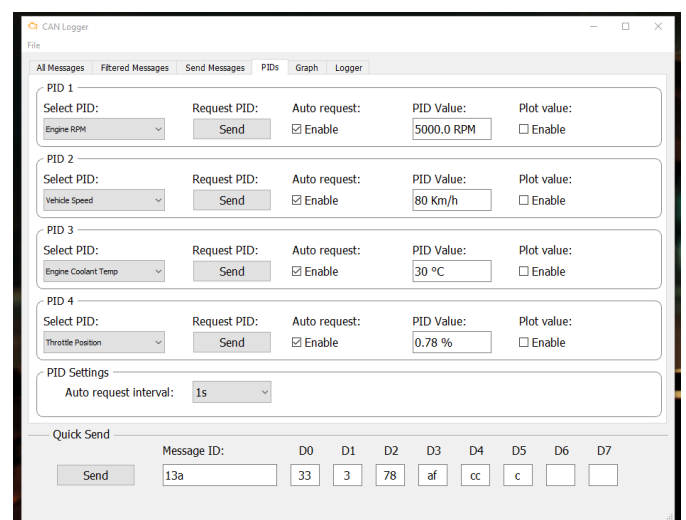 CAN Logger
File
All Messages Filtered Messages Send Messages PIDs Graph Logger
PID 1
Select PID: Request PID: Auto request: PID Value: Plot value:
Engine RPM Send Enable 5000.0 RPM Enable
PID 2
Select PID: Request PID: Auto request: PID Value: Plot value:
Vehicle Speed Send Enable 80 Km/h Enable
PID 3
Select PID: Request PID: Auto request: PID Value: Plot value:
Engine Coolant Temp Send Enable 30 °C Enable
PID 4
Select PID: Request PID: Auto request: PID Value: Plot value:
Throttle Position Send Enable 0.78 % Enable
PID Settings
Auto request interval: 1s
Quick Send
Message ID: D0 D1 D2 D3 D4 D5 D6 D7
Send 13a 33 3 78 af cc c